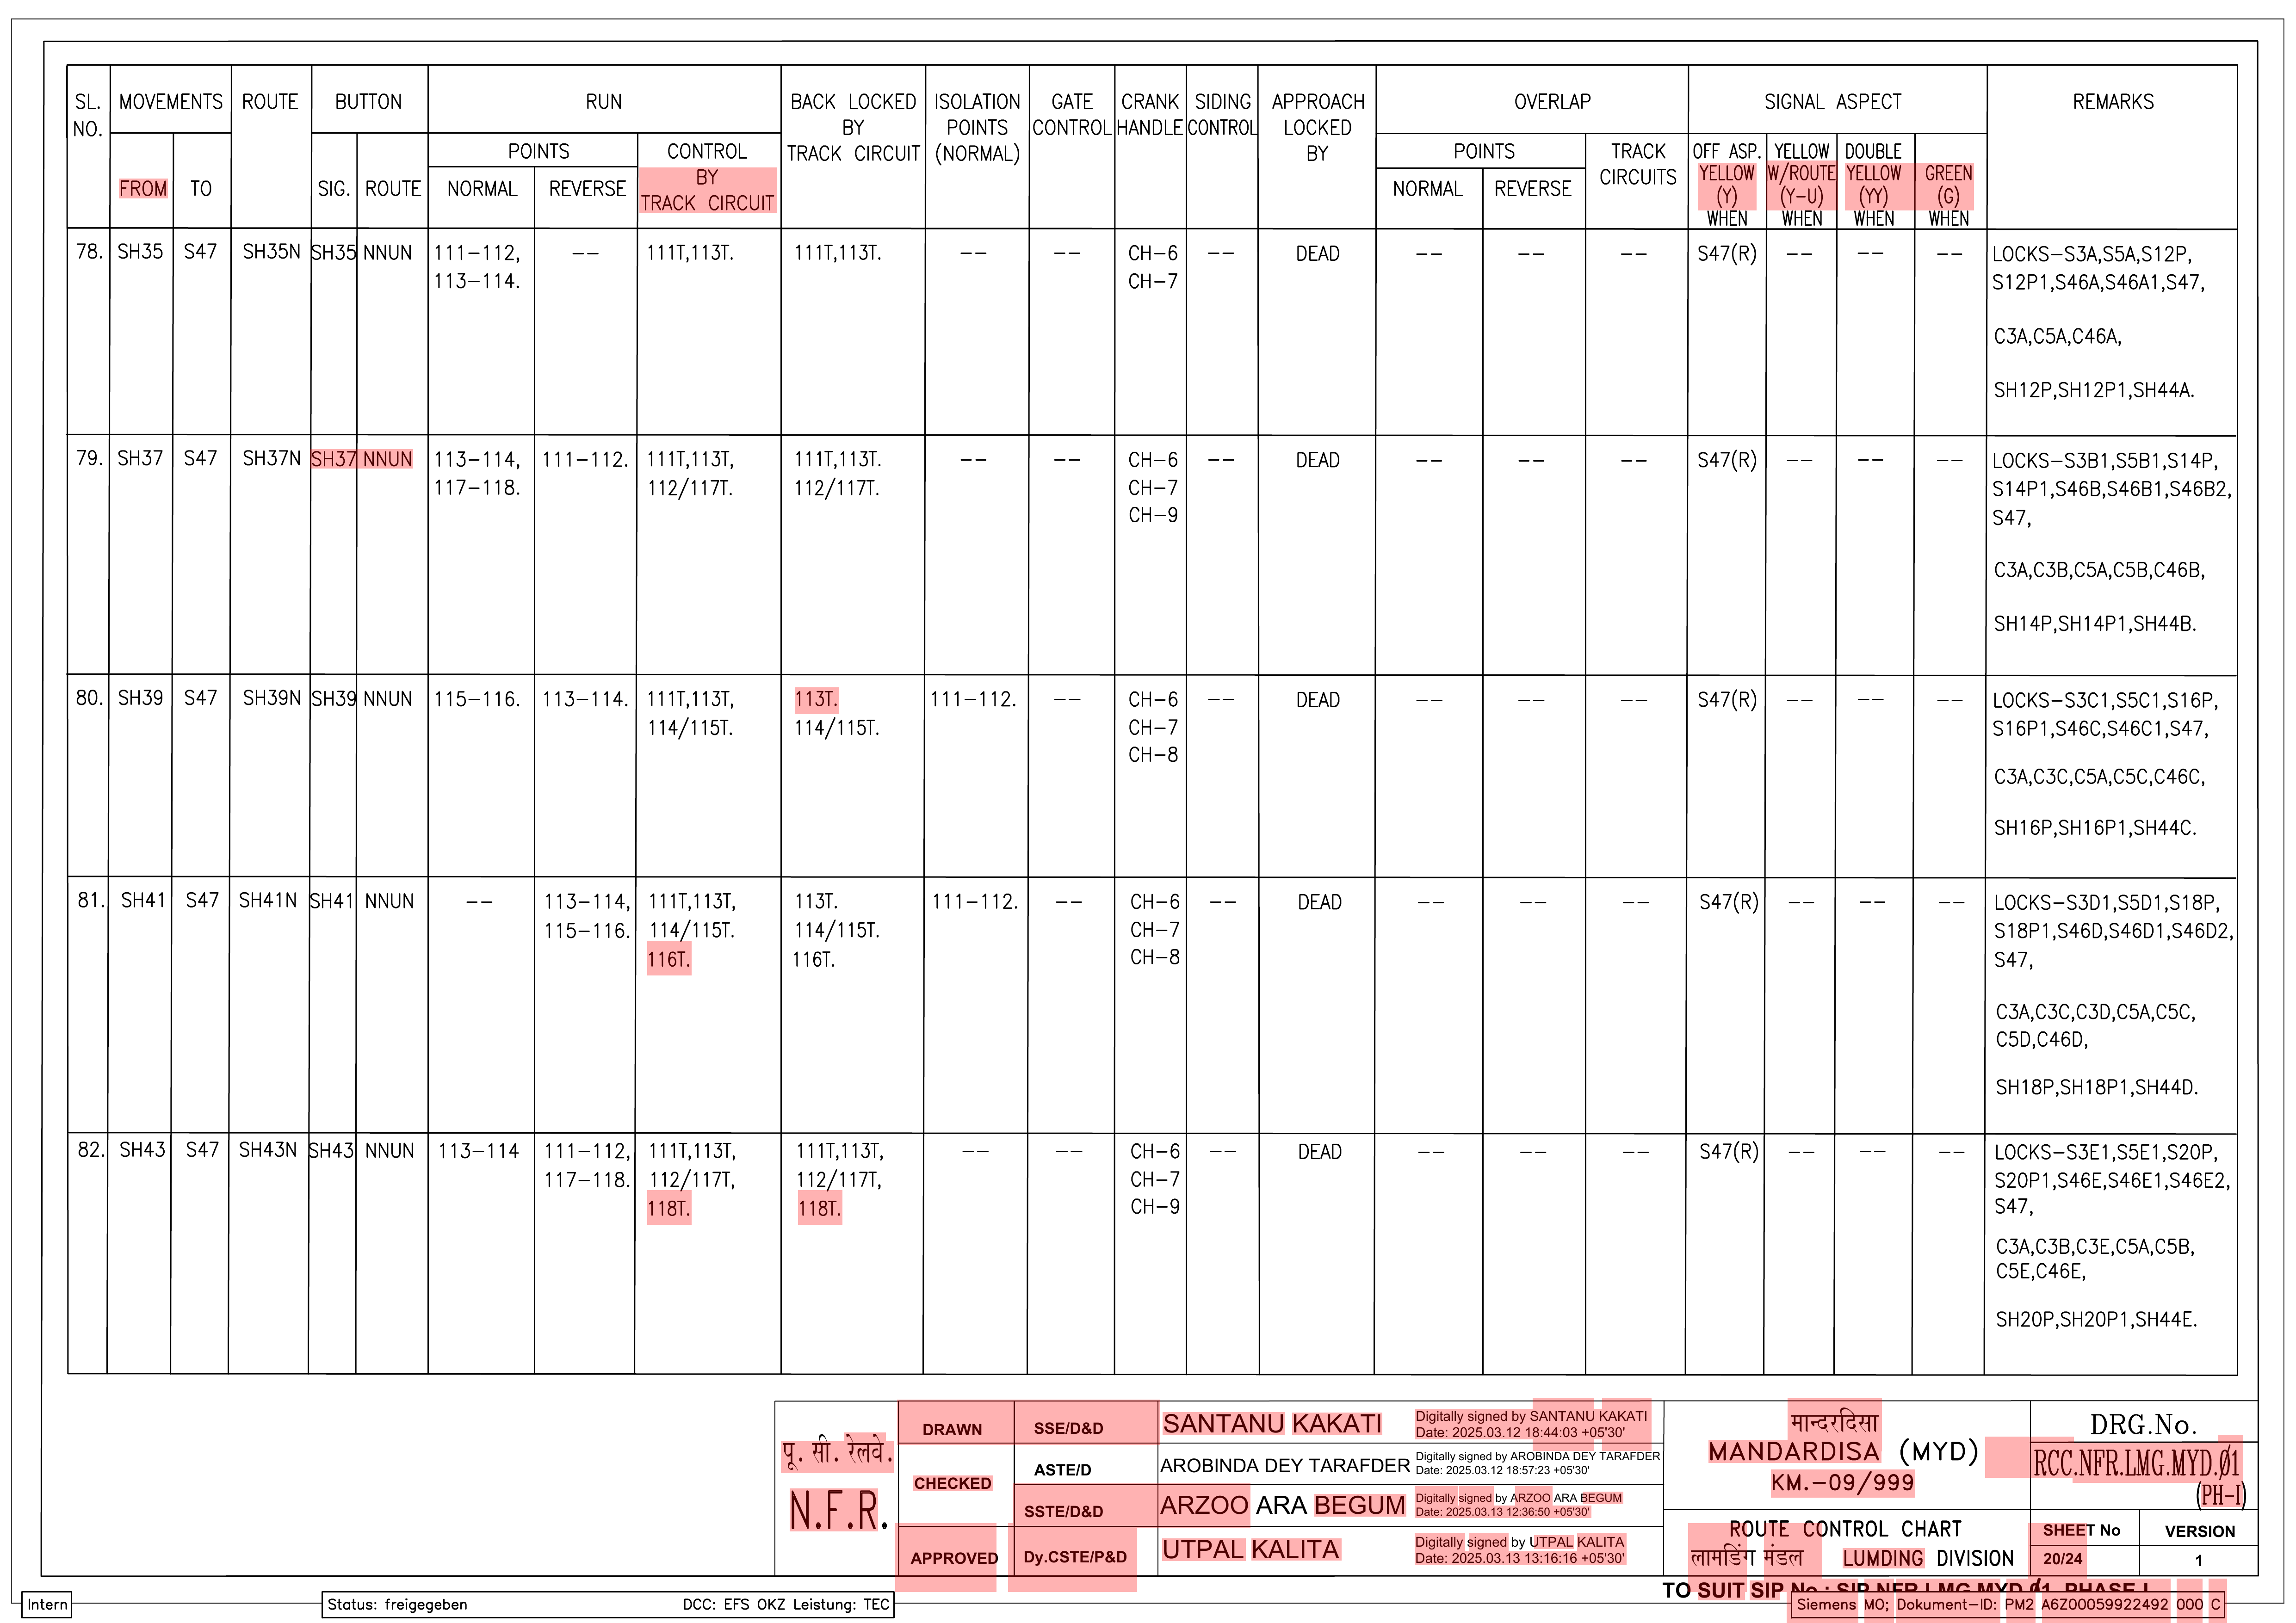 SL. NO. MOVEMENTS ROUTE BUTTON RUN BACK LOCKED BY TRACK CIRCUIT ISOLATION POINTS (NORMAL) GATE CONTROL CRANK HANDLE SIDING CONTROL APPROACH LOCKED BY OVERLAP SIGNAL ASPECT REMARKS
FROM TO SIG. ROUTE POINTS NORMAL REVERSE CONTROL BY TRACK CIRCUIT POINTS NORMAL REVERSE TRACK CIRCUITS OFF ASP. YELLOW (Y) WHEN YELLOW W/ROUTE (Y-U) WHEN DOUBLE YELLOW (YY) WHEN GREEN (G) WHEN
78. SH35 S47 SH35N SH35 NNUN 111-112, -- 111T,113T. 111T,113T. -- -- CH-6 -- DEAD -- -- -- S47(R) -- -- -- LOCKS-S3A,S5A,S12P,
113-114. CH-7 S12P1,S46A,S46A1,S47,
C3A,C5A,C46A,
SH12P,SH12P1,SH44A.
79. SH37 S47 SH37N SH37 NNUN 113-114, 111-112. 111T,113T, 111T,113T. -- -- CH-6 -- DEAD -- -- -- S47(R) -- -- -- LOCKS-S3B1,S5B1,S14P,
117-118. 112/117T. 112/117T. CH-7 S14P1,S46B,S46B1,S46B2,
CH-9 S47,
C3A,C3B,C5A,C5B,C46B,
SH14P,SH14P1,SH44B.
80. SH39 S47 SH39N SH39 NNUN 115-116. 113-114. 111T,113T, 113T. 111-112. -- CH-6 -- DEAD -- -- -- S47(R) -- -- -- LOCKS-S3C1,S5C1,S16P,
114/115T. 114/115T. CH-7 S16P1,S46C,S46C1,S47,
CH-8
C3A,C3C,C5A,C5C,C46C,
SH16P,SH16P1,SH44C.
81. SH41 S47 SH41N SH41 NNUN -- 113-114, 111T,113T, 113T. 111-112. -- CH-6 -- DEAD -- -- -- S47(R) -- -- -- LOCKS-S3D1,S5D1,S18P,
115-116. 114/115T. 114/115T. CH-7 S18P1,S46D,S46D1,S46D2,
116T. 116T. CH-8 S47,
C3A,C3C,C3D,C5A,C5C,
C5D,C46D,
SH18P,SH18P1,SH44D.
82. SH43 S47 SH43N SH43 NNUN 113-114 111-112, 111T,113T, 111T,113T, -- -- CH-6 -- DEAD -- -- -- S47(R) -- -- -- LOCKS-S3E1,S5E1,S20P,
117-118. 112/117T, 112/117T, CH-7 S20P1,S46E,S46E1,S46E2,
118T. 118T. CH-9 S47,
C3A,C3B,C3E,C5A,C5B,
C5E,C46E,
SH20P,SH20P1,SH44E.
पू. सी. रेलवे.
N.F.R.
DRAWN SSE/D&D SANTANU KAKATI Digitally signed by SANTANU KAKATI
Date: 2025.03.12 18:44:03 +05'30'
CHECKED ASTE/D AROBINDA DEY TARAFDER Digitally signed by AROBINDA DEY TARAFDER
Date: 2025.03.12 18:57:23 +05'30'
SSTE/D&D ARZOO ARA BEGUM Digitally signed by ARZOO ARA BEGUM
Date: 2025.03.13 12:36:50 +05'30'
APPROVED Dy.CSTE/P&D UTPAL KALITA Digitally signed by UTPAL KALITA
Date: 2025.03.13 13:16:16 +05'30'
मान्दरदिसा
MANDARDISA (MYD)
KM.-09/999
ROUTE CONTROL CHART
लामडिंग मंडल LUMDING DIVISION
DRG.No.
RCC.NFR.LMG.MYD.Ø1
(PH-I)
SHEET No VERSION
20/24 1
TO SUIT SIP No.: SIP.NFR.LMG.MYD.Ø1, PHASE-I
Intern
Status: freigegeben DCC: EFS OKZ Leistung: TEC
Siemens MO; Dokument-ID: PM2 A6Z00059922492 000 C